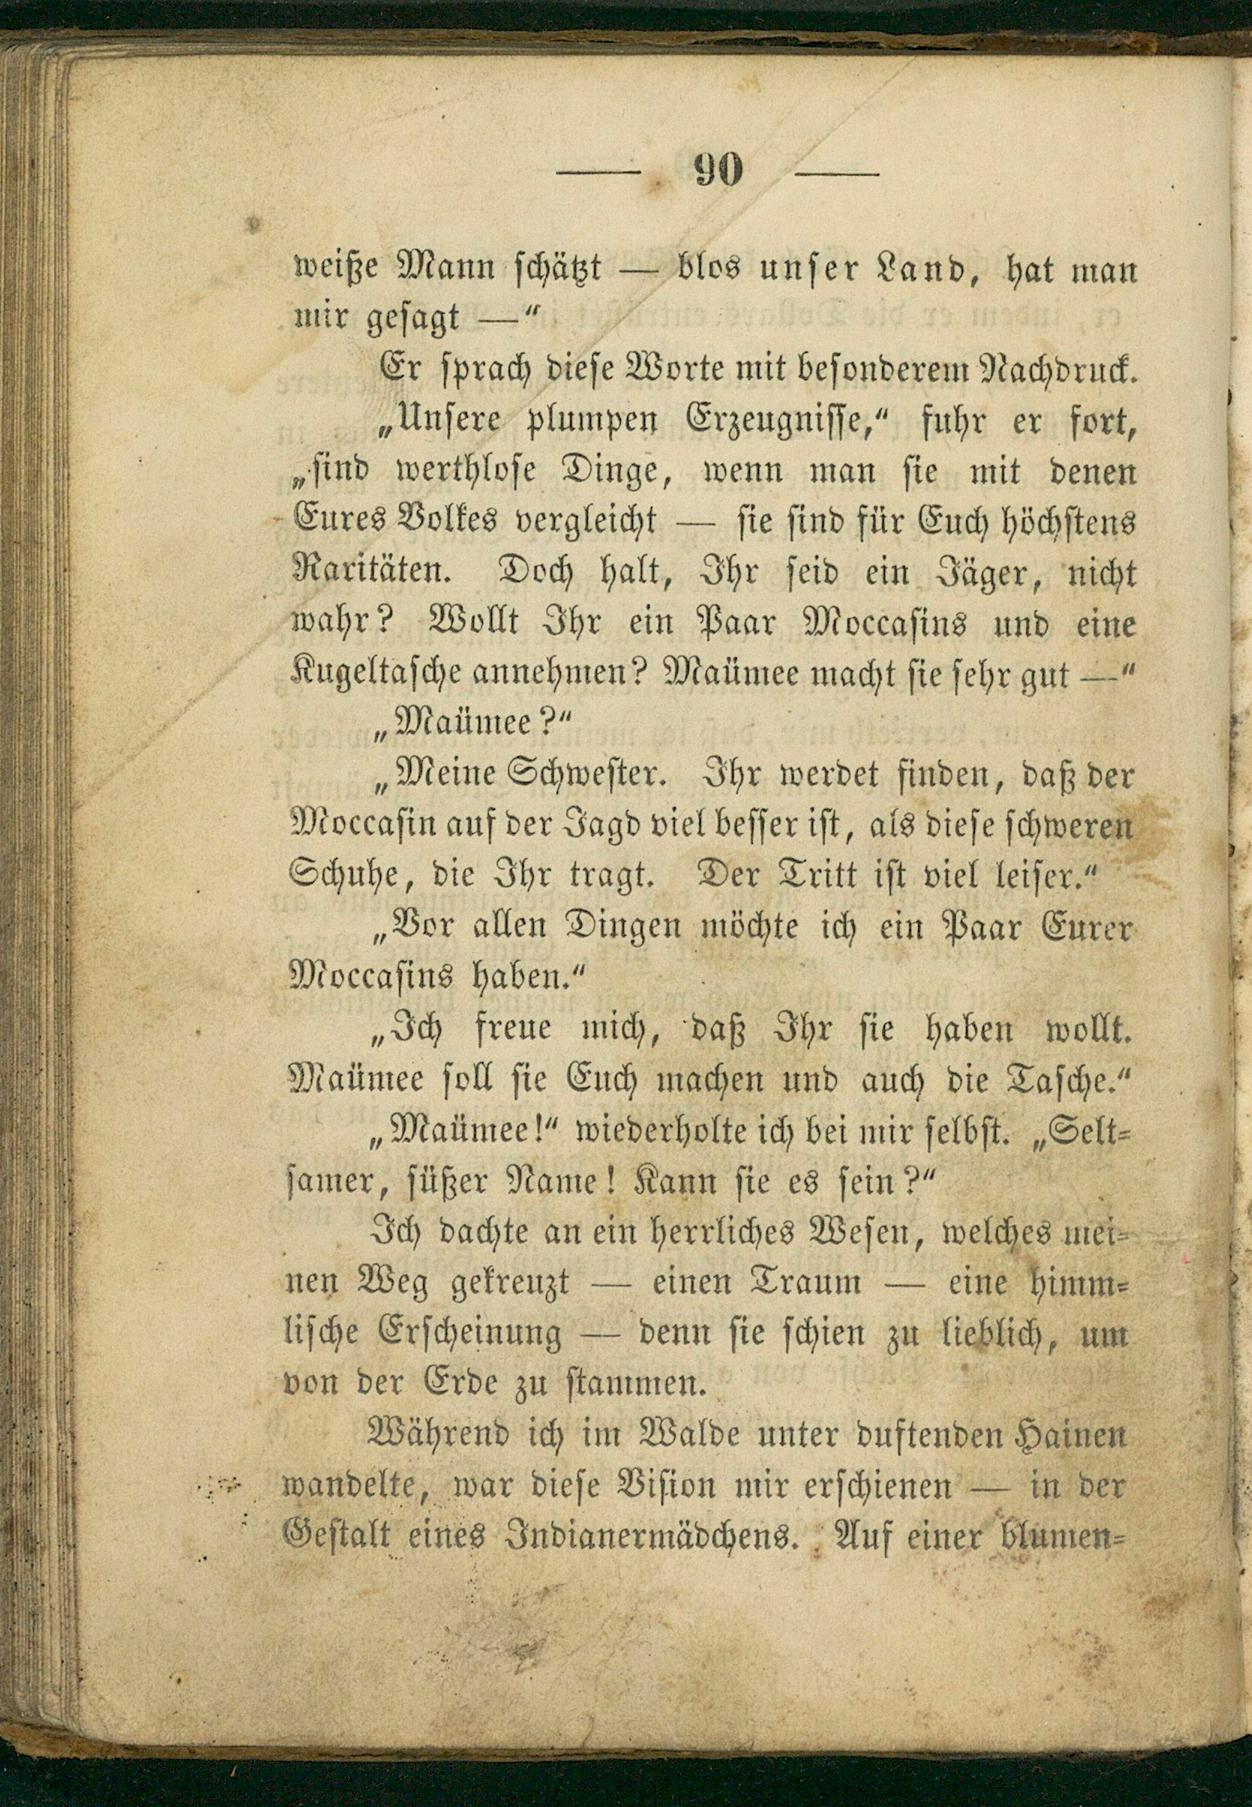 — 90 —
weiße Mann schätzt — blos unser Land, hat man
mir gesagt —“
Er sprach diese Worte mit besonderem Nachdruck.
„Unsere plumpen Erzeugnisse,“ fuhr er fort,
„sind werthlose Dinge, wenn man sie mit denen
Eures Volkes vergleicht — sie sind für Euch höchstens
Raritäten. Doch halt, Ihr seid ein Jäger, nicht
wahr? Wollt Ihr ein Paar Moccasins und eine
Kugeltasche annehmen? Maümee macht sie sehr gut —“
„Maümee?“
„Meine Schwester. Ihr werdet finden, daß der
Moccasin auf der Jagd viel besser ist, als diese schweren
Schuhe, die Ihr tragt. Der Tritt ist viel leiser.“
„Vor allen Dingen möchte ich ein Paar Eurer
Moccasins haben.“
„Ich freue mich, daß Ihr sie haben wollt.
Maümee soll sie Euch machen und auch die Tasche.“
„Maümee!“ wiederholte ich bei mir selbst. „Selt-
samer, süßer Name! Kann sie es sein?“
Ich dachte an ein herrliches Wesen, welches mei-
nen Weg gekreuzt — einen Traum — eine himm-
lische Erscheinung — denn sie schien zu lieblich, um
von der Erde zu stammen.
Während ich im Walde unter duftenden Hainen
wandelte, war diese Vision mir erschienen — in der
Gestalt eines Indianermädchens. Auf einer blumen-